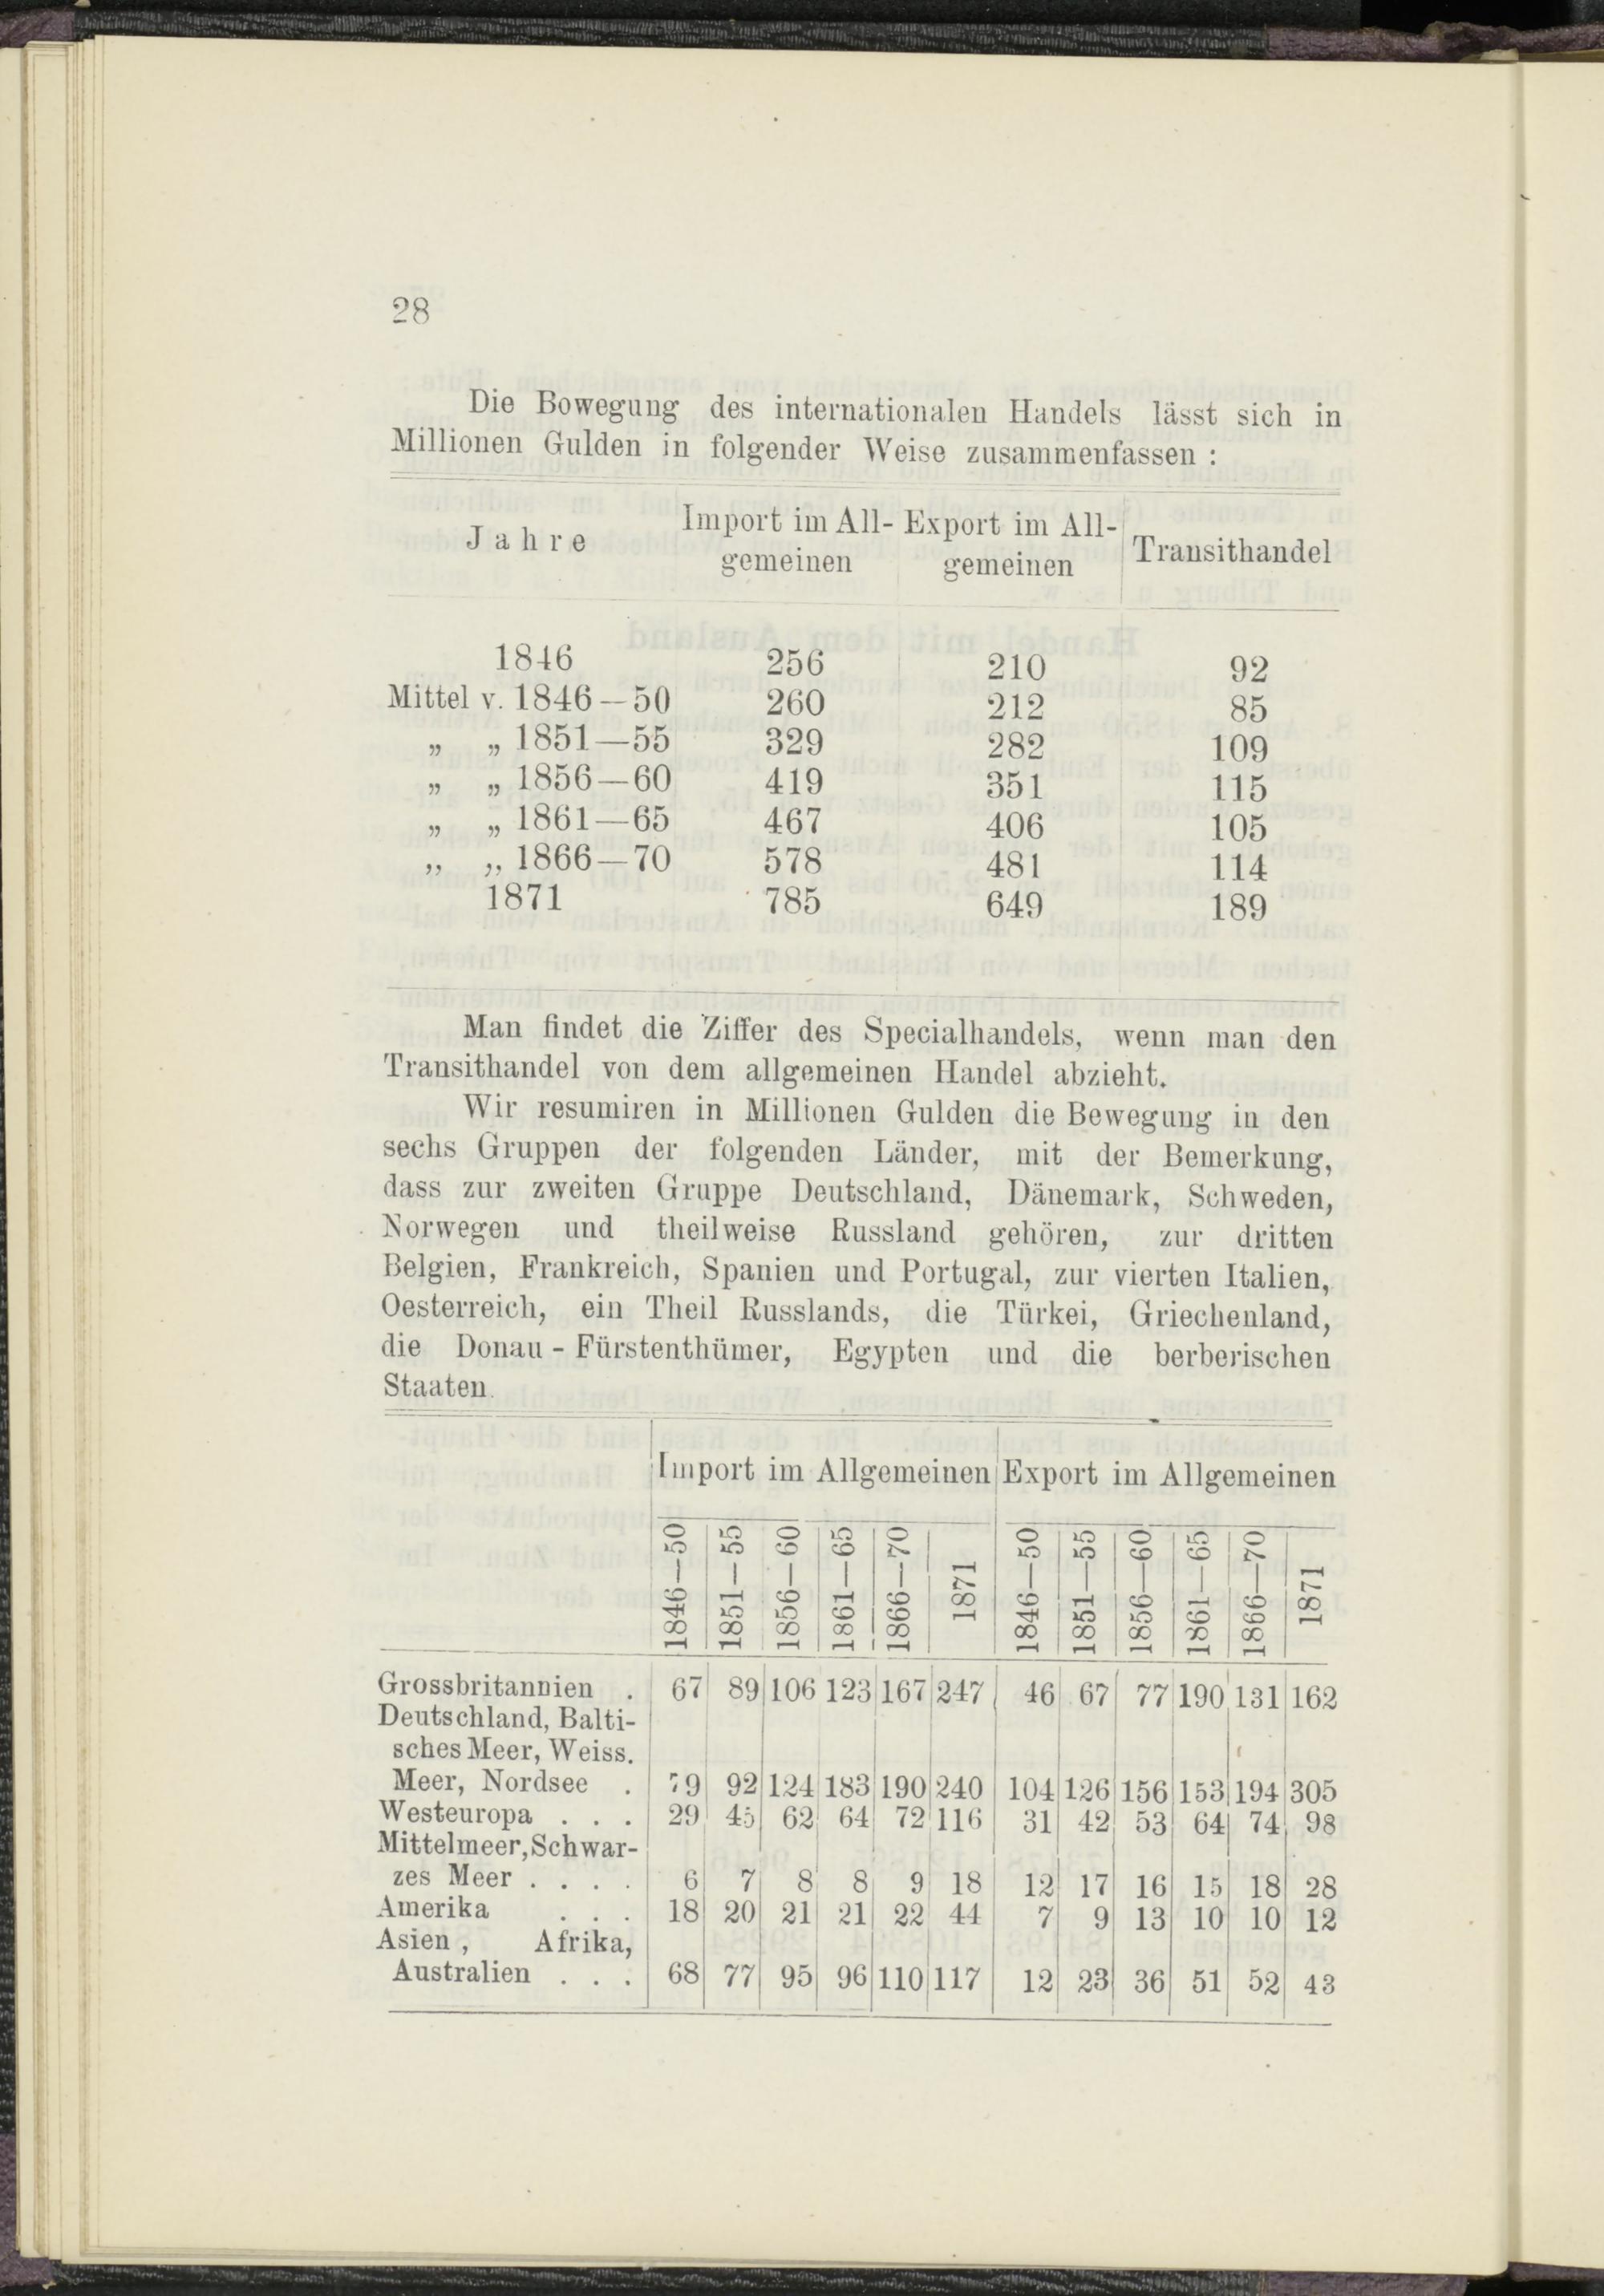 28
Die Bowegung des internationalen Handels lässt sich in
Millionen Gulden in folgender Weise zusammenfassen :
Jahre Import im All- Export im All- Transithandel
gemeinen gemeinen
1846 256 210 92
Mittel v. 1846—50 260 212 85
„ „ 1851—55 329 282 109
„ „ 1856—60 419 351 115
„ „ 1861—65 467 406 105
„ „ 1866—70 578 481 114
1871 785 649 189
Man findet die Ziffer des Specialhandels, wenn man den
Transithandel von dem allgemeinen Handel abzieht.
Wir resumiren in Millionen Gulden die Bewegung in den
sechs Gruppen der folgenden Länder, mit der Bemerkung,
dass zur zweiten Gruppe Deutschland, Dänemark, Schweden,
Norwegen und theilweise Russland gehören, zur dritten
Belgien, Frankreich, Spanien und Portugal, zur vierten Italien,
Oesterreich, ein Theil Russlands, die Türkei, Griechenland,
die Donau-Fürstenthümer, Egypten und die berberischen
Staaten.
Import im Allgemeinen Export im Allgemeinen
1846—50 1851—55 1856—60 1861—65 1866—70 1871 1846—50 1851—55 1856—60 1861—65 1866—70 1871
Grossbritannien . 67 89 106 123 167 247 46 67 77 190 131 162
Deutschland, Balti-
sches Meer, Weiss.
Meer, Nordsee . 79 92 124 183 190 240 104 126 156 153 194 305
Westeuropa . . . 29 45 62 64 72 116 31 42 53 64 74 98
Mittelmeer, Schwar-
zes Meer . . . . 6 7 8 8 9 18 12 17 16 15 18 28
Amerika . . . 18 20 21 21 22 44 7 9 13 10 10 12
Asien, Afrika,
Australien . . . 68 77 95 96 110 117 12 23 36 51 52 43